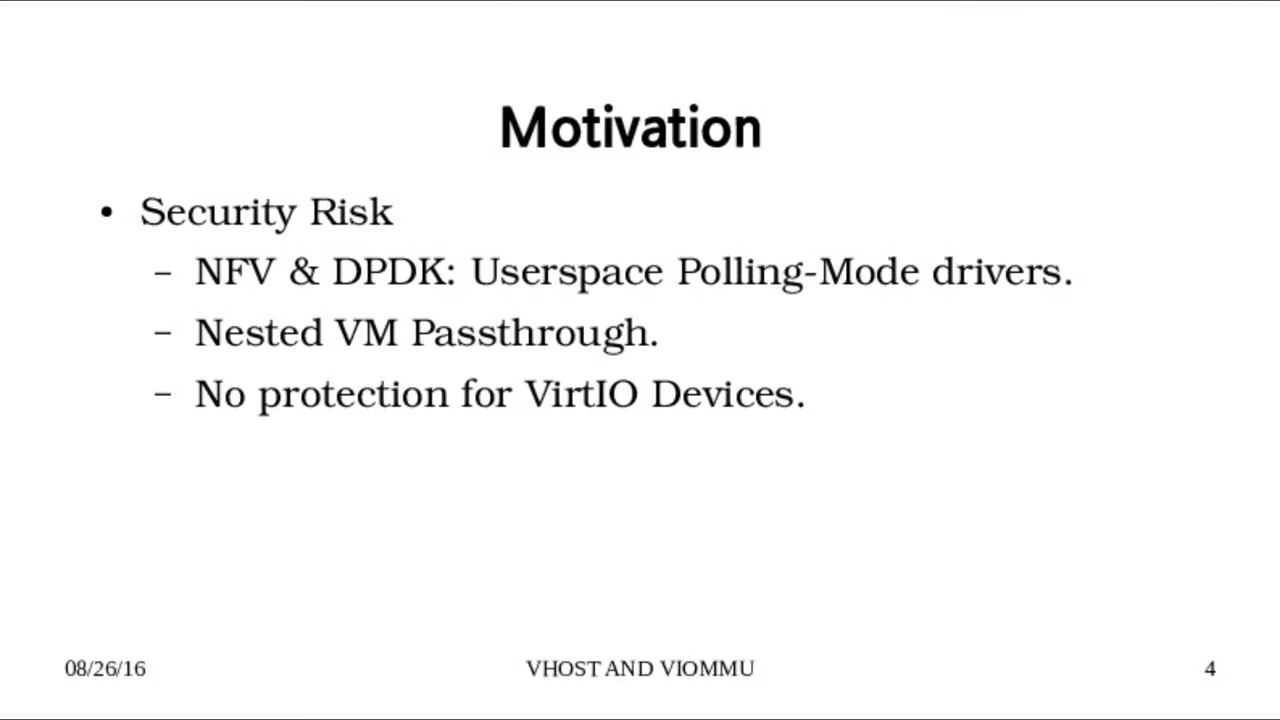 Motivation
• Security Risk
– NFV & DPDK: Userspace Polling-Mode drivers.
– Nested VM Passthrough.
– No protection for VirtIO Devices.
08/26/16 VHOST AND VIOMMU 4